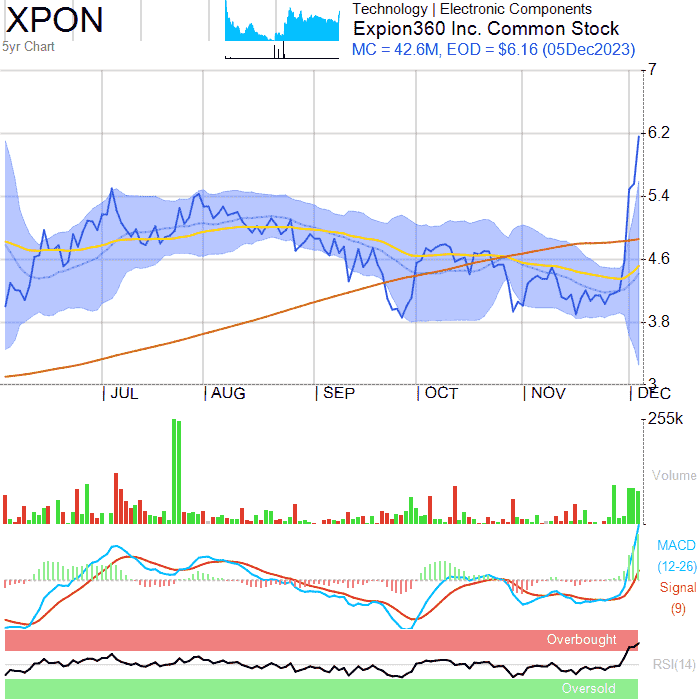 XPON
5yr Chart
Technology | Electronic Components
Expion360 Inc. Common Stock
MC = 42.6M, EOD = $6.16 (05Dec2023)
7
6.2
5.4
4.6
3.8
3
JUL AUG SEP OCT NOV DEC
255k
Volume
MACD
(12-26)
Signal
(9)
Overbought
RSI(14)
Oversold